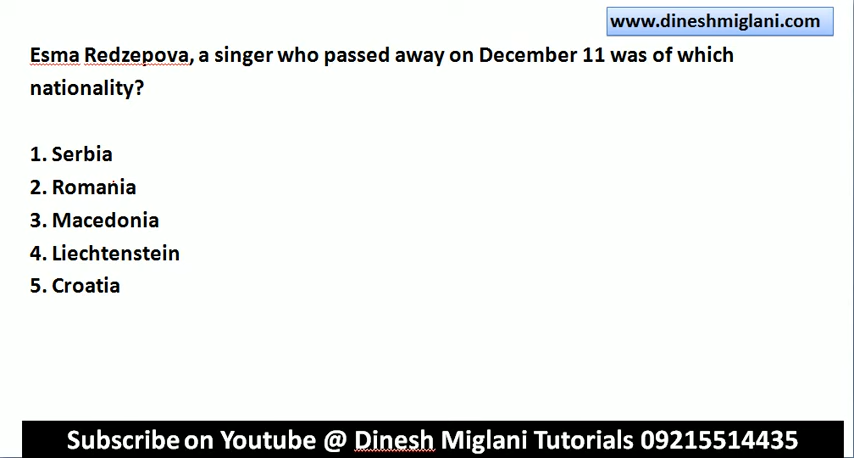 www.dineshmiglani.com
Esma Redzepova, a singer who passed away on December 11 was of which
nationality?
1. Serbia
2. Romania
3. Macedonia
4. Liechtenstein
5. Croatia
Subscribe on Youtube @ Dinesh Miglani Tutorials 09215514435